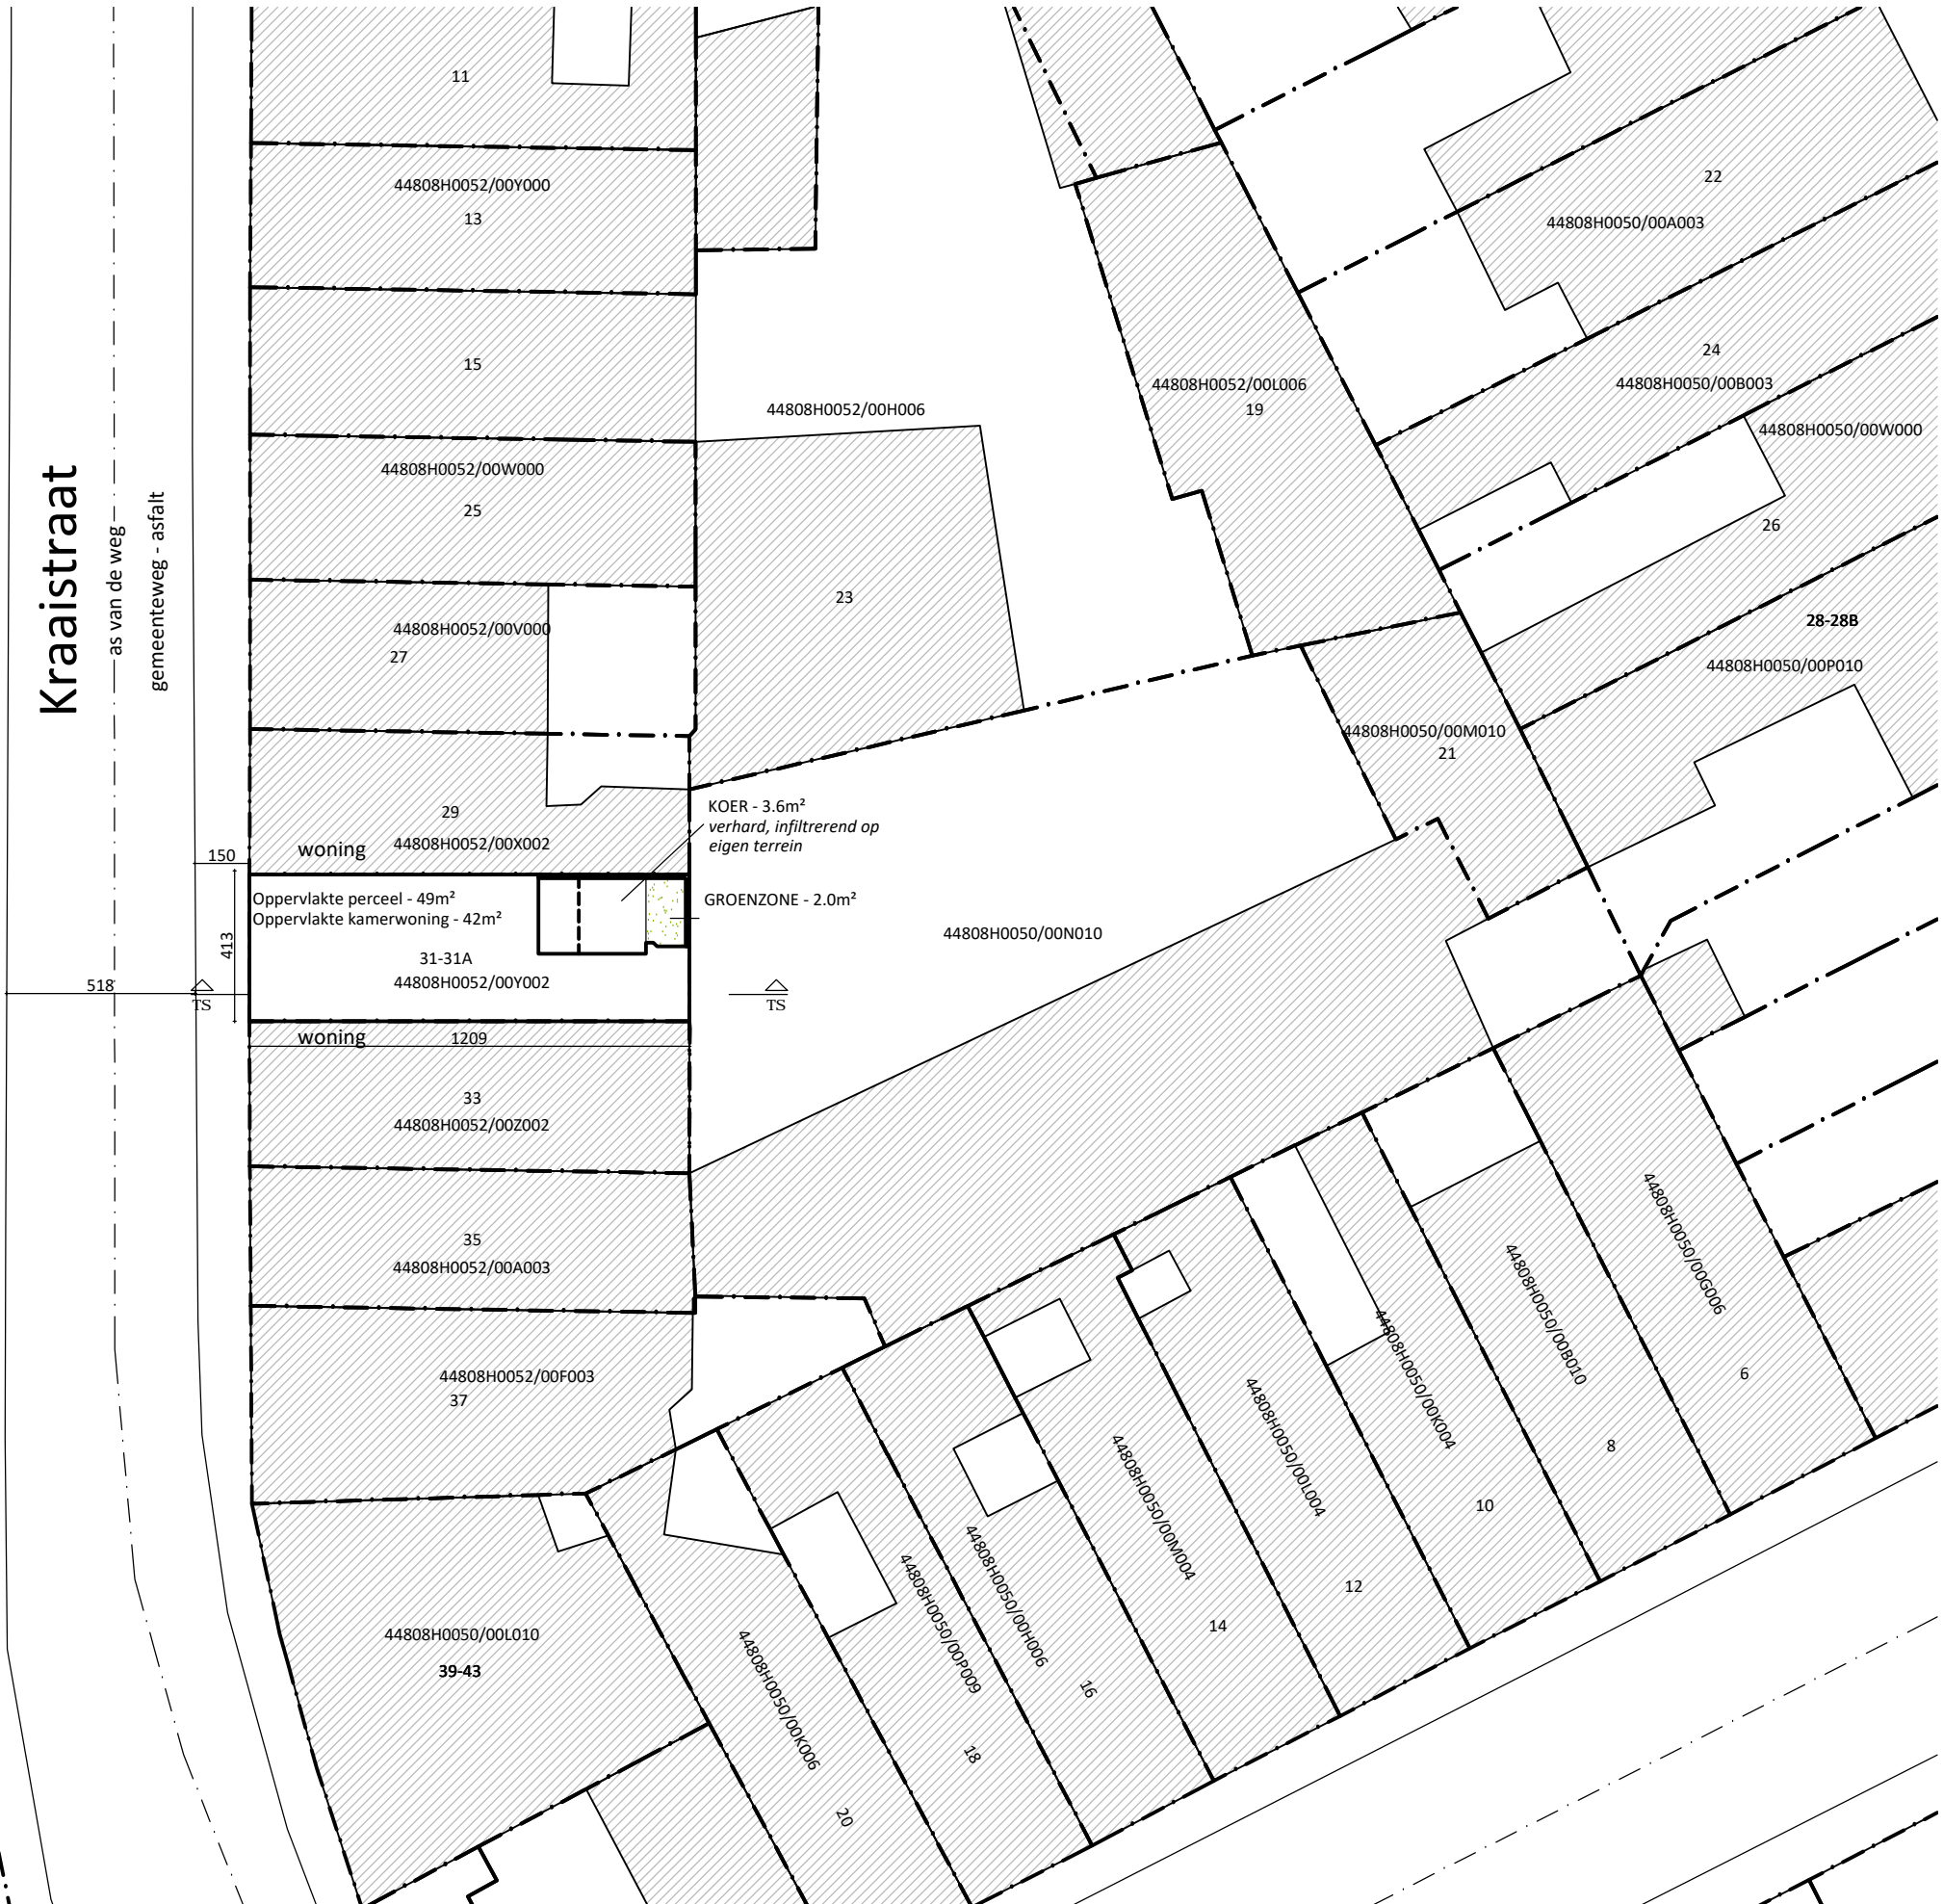 11
44808H0052/00Y000
13
22
44808H0050/00A003
15
24
44808H0050/00B003
44808H0052/00L006
19
44808H0052/00H006
44808H0050/00W000
26
44808H0052/00W000
25
Kraaistraat
as van de weg
gemeenteweg - asfalt
23
44808H0052/00V000
27
28-28B
44808H0050/00P010
44808H0050/00M010
21
29
44808H0052/00X002
woning
KOER - 3.6m²
verhard, infiltrerend op
eigen terrein
150
Oppervlakte perceel - 49m²
Oppervlakte kamerwoning - 42m²
GROENZONE - 2.0m²
413
31-31A
44808H0052/00Y002
44808H0050/00N010
518
TS
TS
woning
1209
33
44808H0052/00Z002
35
44808H0052/00A003
44808H0052/00F003
37
44808H0050/00G006
6
44808H0050/00B010
8
44808H0050/00K004
10
44808H0050/00L004
12
44808H0050/00M004
14
44808H0050/00H006
16
44808H0050/00P009
18
44808H0050/00K006
20
44808H0050/00L010
39-43